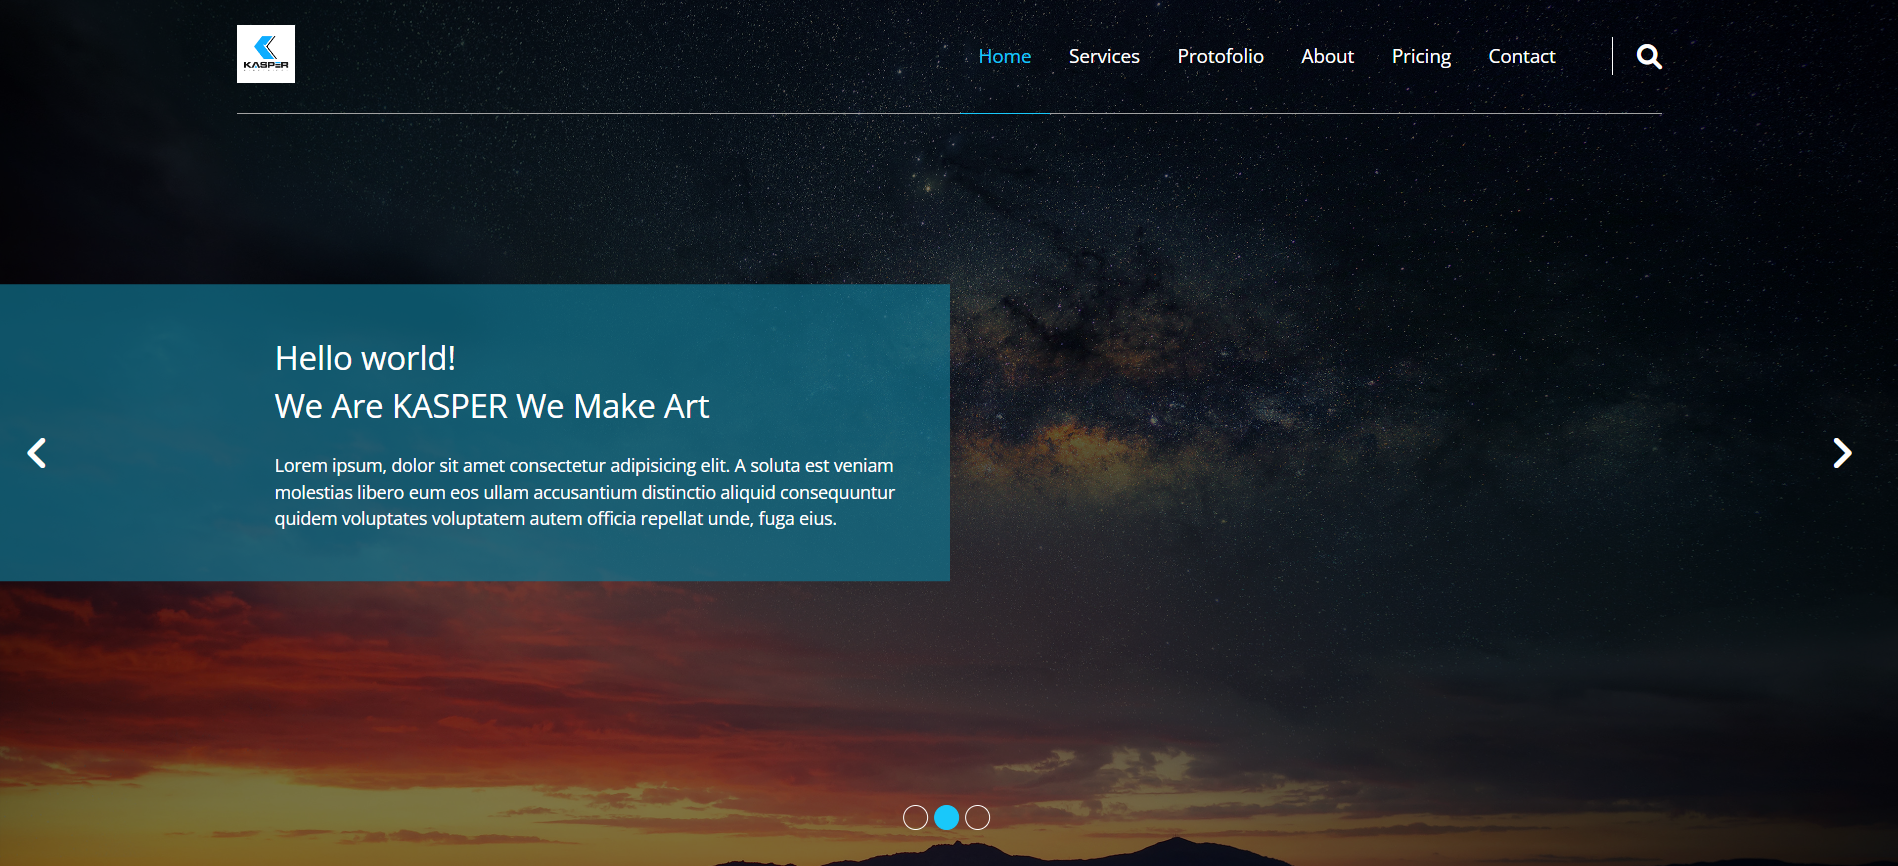 KASPER
Home Services Protofolio About Pricing Contact
Hello world!
We Are KASPER We Make Art
Lorem ipsum, dolor sit amet consectetur adipisicing elit. A soluta est veniam
molestias libero eum eos ullam accusantium distinctio aliquid consequuntur
quidem voluptates voluptatem autem officia repellat unde, fuga eius.